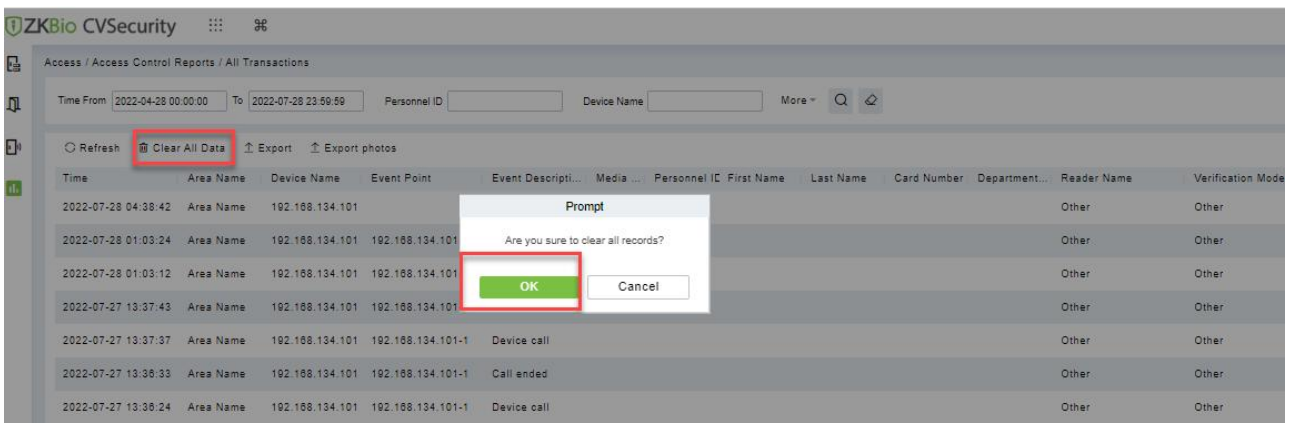 ZKBio CVSecurity
Access / Access Control Reports / All Transactions
Time From 2022-04-28 00:00:00 To 2022-07-28 23:59:59 Personnel ID Device Name More
Refresh Clear All Data Export Export photos
Time Area Name Device Name Event Point Event Descripti... Media ... Personnel ID First Name Last Name Card Number Department... Reader Name Verification Mode
2022-07-28 04:38:42 Area Name 192.168.134.101 Other Other
Prompt
2022-07-28 01:03:24 Area Name 192.168.134.101 192.168.134.101 Other Other
Are you sure to clear all records?
2022-07-28 01:03:12 Area Name 192.168.134.101 192.168.134.101 Other Other
OK Cancel
2022-07-27 13:37:43 Area Name 192.168.134.101 192.168.134.101 Other Other
2022-07-27 13:37:37 Area Name 192.168.134.101 192.168.134.101-1 Device call Other Other
2022-07-27 13:36:33 Area Name 192.168.134.101 192.168.134.101-1 Call ended Other Other
2022-07-27 13:36:24 Area Name 192.168.134.101 192.168.134.101-1 Device call Other Other